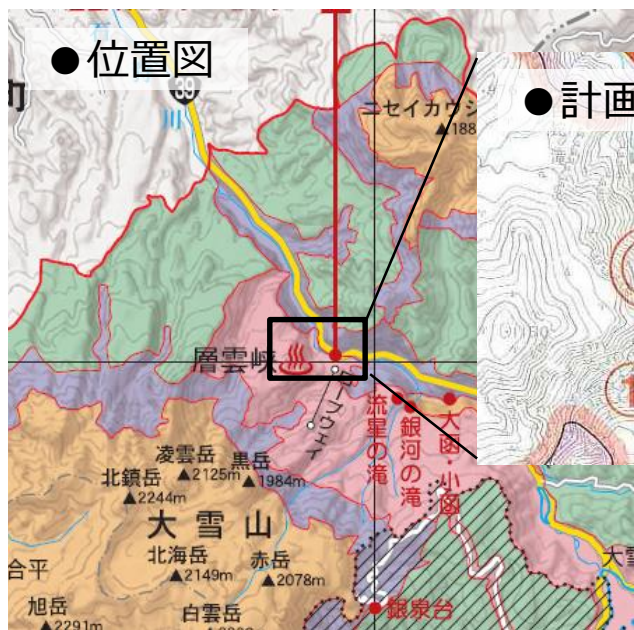 ●位置図
●計画
町
39
川
ニセイカウシ
▲188
層雲峡
ロープウェイ
流星の滝
銀河の滝
大函・小函
凌雲岳
▲2125m
黒岳
▲1984m
北鎮岳
▲2244m
大雪山
北海岳
▲2149m
赤岳
▲2078m
合平
旭岳
▲2291m
白雲岳
銀泉台
大雪